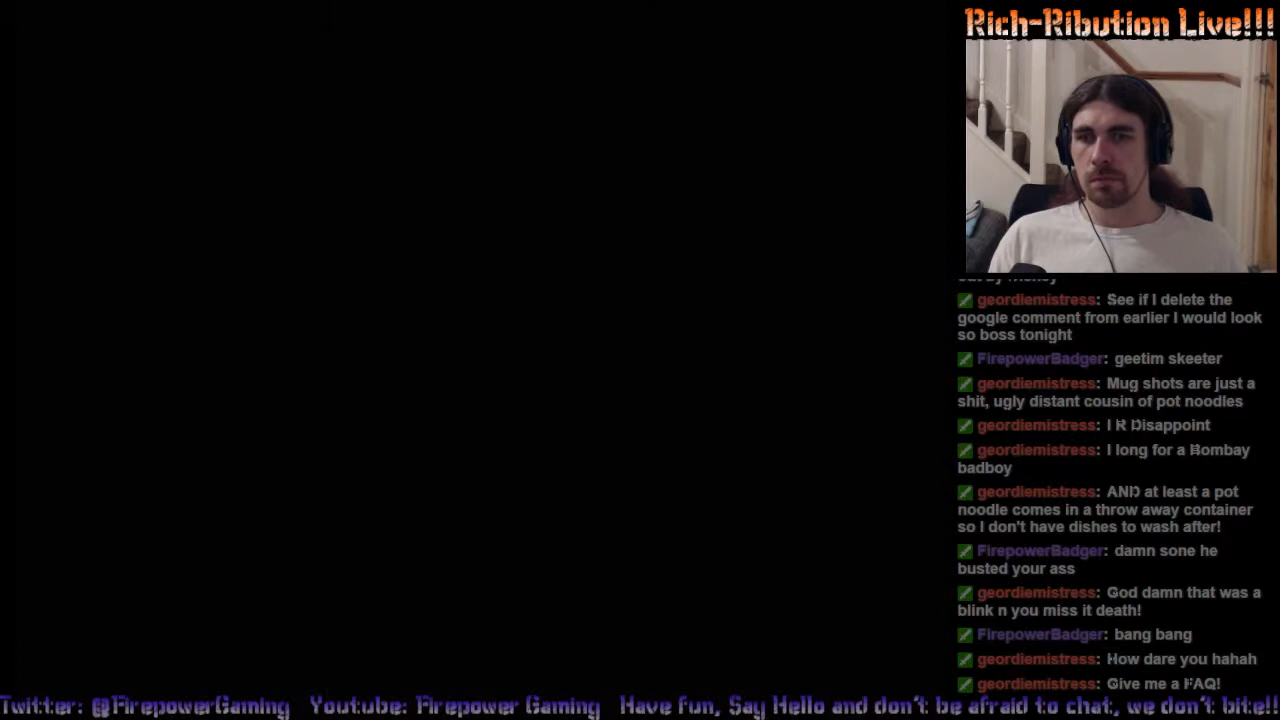 Rich-Ribution Live!!!
geordiemistress: See if I delete the
google comment from earlier I would look
so boss tonight
FirepowerBadger: geetim skeeter
geordiemistress: Mug shots are just a
shit, ugly distant cousin of pot noodles
geordiemistress: I R Disappoint
geordiemistress: I long for a Bombay
badboy
geordiemistress: AND at least a pot
noodle comes in a throw away container
so I don't have dishes to wash after!
FirepowerBadger: damn sone he
busted your ass
geordiemistress: God damn that was a
blink n you miss it death!
FirepowerBadger: bang bang
geordiemistress: How dare you hahah
geordiemistress: Give me a FAQ!
Twitter: @FirepowerGaming Youtube: Firepower Gaming Have fun, Say Hello and don't be afraid to chat, we don't bite!!